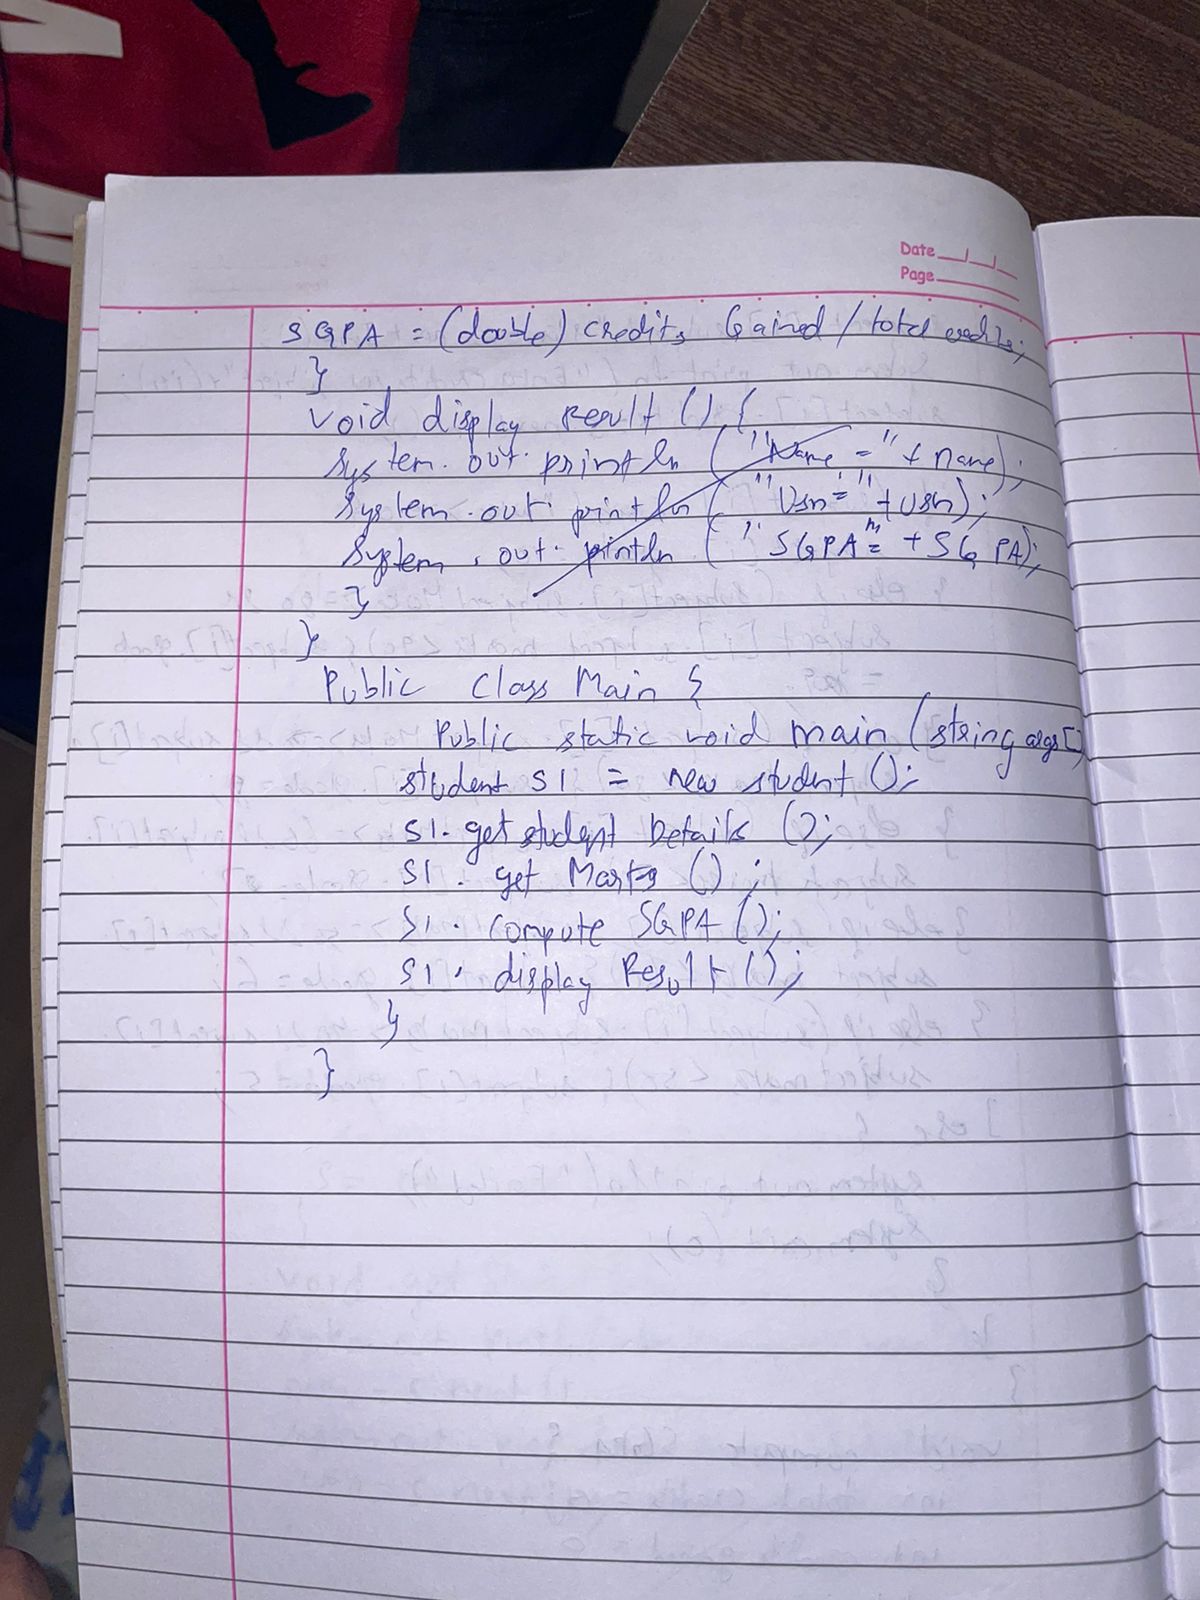 Date
Page
SGPA = (double) credits Gained / total credits;
}
void display Result () {
System. out. println ("Name =" + name);
System. out. println ("Usn=" + usn);
System. out. println ("SGPA=" + SGPA);
}
}
Public Class Main {
Public static void main (string args[]
student S1 = new student ();
S1. get student Details ();
S1. get Marks ();
S1. Compute SGPA ();
S1. display Result ();
}
}